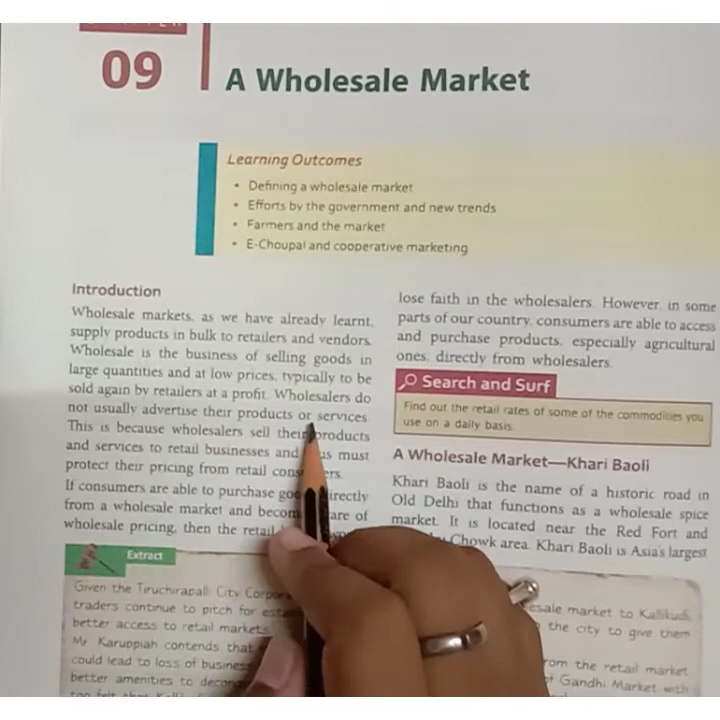 09
A Wholesale Market
Learning Outcomes
• Defining a wholesale market
• Efforts by the government and new trends
• Farmers and the market
• E-Choupal and cooperative marketing
Introduction
Wholesale markets, as we have already learnt,
supply products in bulk to retailers and vendors.
Wholesale is the business of selling goods in
large quantities and at low prices, typically to be
sold again by retailers at a profit. Wholesalers do
not usually advertise their products or services.
This is because wholesalers sell their products
and services to retail businesses and must
protect their pricing from retail
If consumers are able to purchase
from a wholesale market and of
wholesale pricing, then the retail
lose faith in the wholesalers. However, in some
parts of our country, consumers are able to access
and purchase products, especially agricultural
ones, directly from wholesalers.
Search and Surf
Find out the retail rates of some of the commodities you
use on a daily basis.
A Wholesale Market—Khari Baoli
Khari Baoli is the name of a historic road in
Old Delhi that functions as a wholesale spice
market. It is located near the Red Fort and
Chowk area. Khari Baoli is Asia's largest
Extract
Given the Tiruchirapalli City
traders continue to pitch for
better access to retail markets.
Mr Karuppiah contends that
could lead to loss of business
better amenities to
market to Kallikudi,
the city to give them
from the retail market
of Gandhi Market with